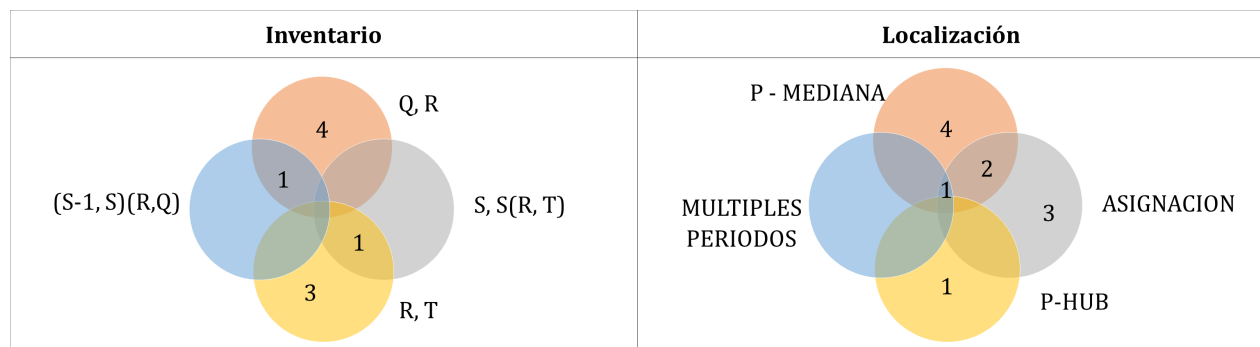 Inventario
Q, R
4
1
(S-1, S)(R,Q)
S, S(R, T)
1
3
R, T
Localización
P - MEDIANA
4
2
1
MULTIPLES
PERIODOS
3
ASIGNACION
1
P-HUB